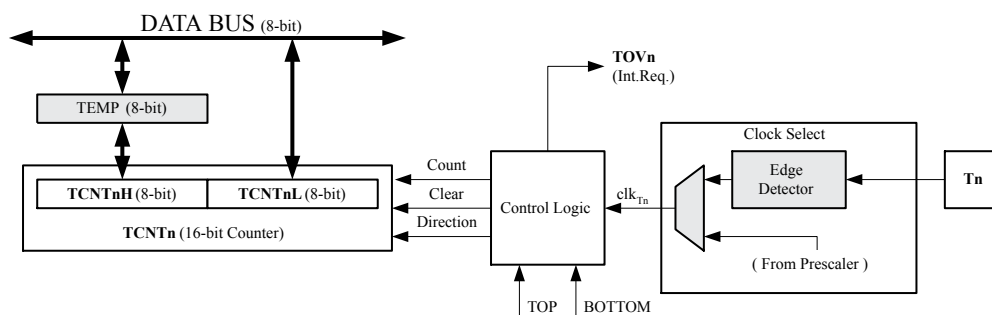 DATA BUS (8-bit)
TOVn
(Int.Req.)
TEMP (8-bit)
Clock Select
Count
Edge
Detector
Tn
TCNTnH (8-bit)
TCNTnL (8-bit)
Clear
Control Logic
clkTn
Direction
TCNTn (16-bit Counter)
( From Prescaler )
TOP
BOTTOM